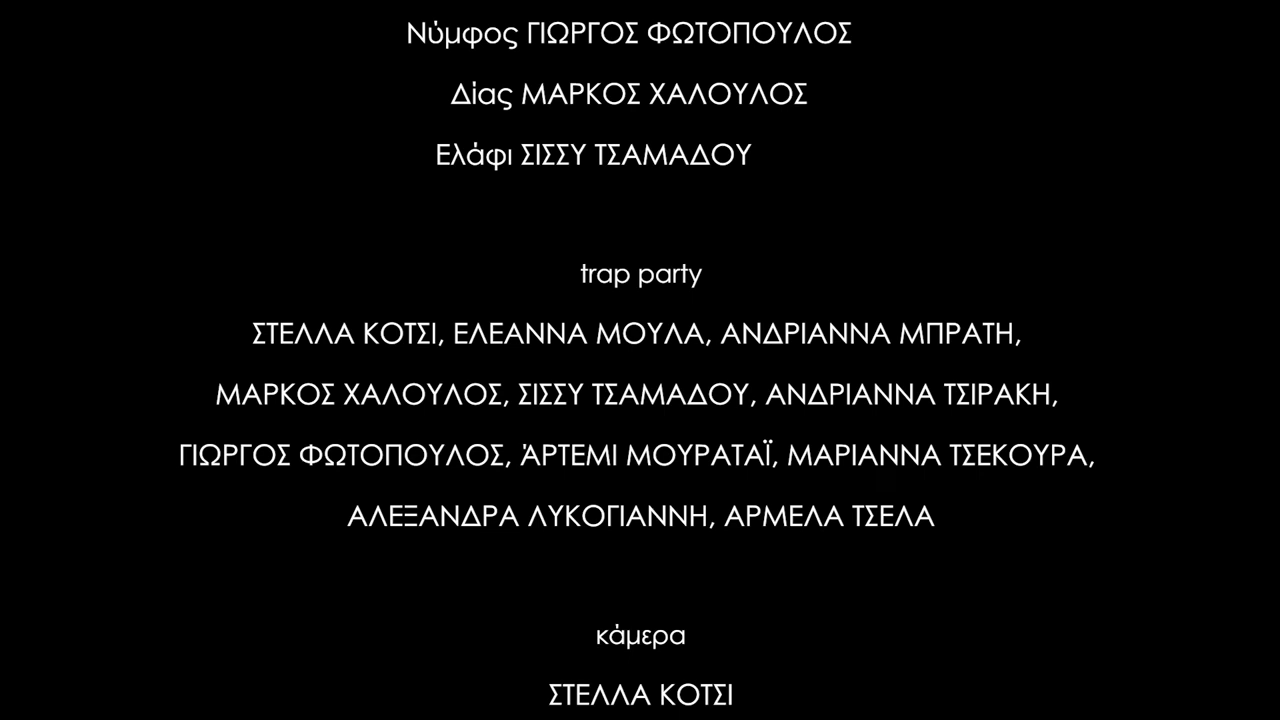 Νύμφος ΓΙΩΡΓΟΣ ΦΩΤΟΠΟΥΛΟΣ
Δίας ΜΑΡΚΟΣ ΧΑΛΟΥΛΟΣ
Ελάφι ΣΙΣΣΥ ΤΣΑΜΑΔΟΥ
trap party
ΣΤΕΛΛΑ ΚΟΤΣΙ, ΕΛΕΑΝΝΑ ΜΟΥΛΑ, ΑΝΔΡΙΑΝΝΑ ΜΠΡΑΤΗ,
ΜΑΡΚΟΣ ΧΑΛΟΥΛΟΣ, ΣΙΣΣΥ ΤΣΑΜΑΔΟΥ, ΑΝΔΡΙΑΝΝΑ ΤΣΙΡΑΚΗ,
ΓΙΩΡΓΟΣ ΦΩΤΟΠΟΥΛΟΣ, ΆΡΤΕΜΙ ΜΟΥΡΑΤΑΪ, ΜΑΡΙΑΝΝΑ ΤΣΕΚΟΥΡΑ,
ΑΛΕΞΑΝΔΡΑ ΛΥΚΟΓΙΑΝΝΗ, ΑΡΜΕΛΑ ΤΣΕΛΑ
κάμερα
ΣΤΕΛΛΑ ΚΟΤΣΙ